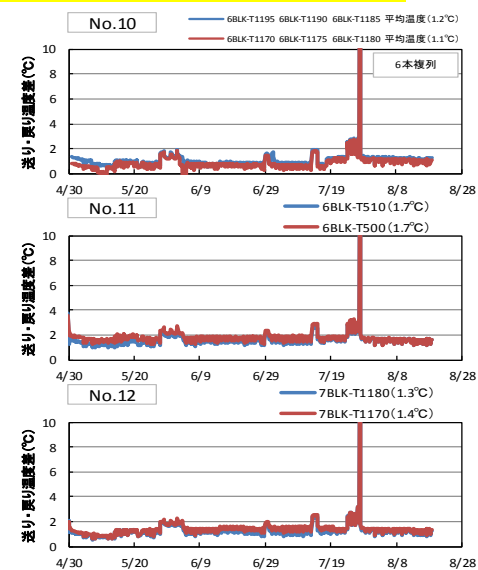 No.10
6BLK-T1195 6BLK-T1190 6BLK-T1185 平均温度(1.2℃)
6BLK-T1170 6BLK-T1175 6BLK-T1180 平均温度(1.1℃)
6本複列
送り・戻り温度差(℃)
10
8
6
4
2
0
4/30 5/20 6/9 6/29 7/19 8/8 8/28
No.11
6BLK-T510(1.7℃)
6BLK-T500(1.7℃)
送り・戻り温度差(℃)
10
8
6
4
2
0
4/30 5/20 6/9 6/29 7/19 8/8 8/28
No.12
7BLK-T1180(1.3℃)
7BLK-T1170(1.4℃)
送り・戻り温度差(℃)
10
8
6
4
2
0
4/30 5/20 6/9 6/29 7/19 8/8 8/28